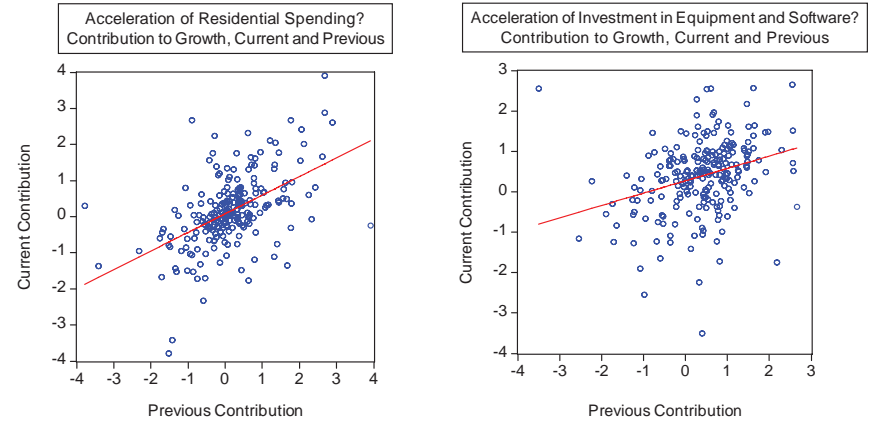 Acceleration of Residential Spending?
Contribution to Growth, Current and Previous
4
3
2
1
0
-1
-2
-3
-4
Current Contribution
-4 -3 -2 -1 0 1 2 3 4
Previous Contribution
Acceleration of Investment in Equipment and Software?
Contribution to Growth, Current and Previous
3
2
1
0
-1
-2
-3
-4
Current Contribution
-4 -3 -2 -1 0 1 2 3
Previous Contribution